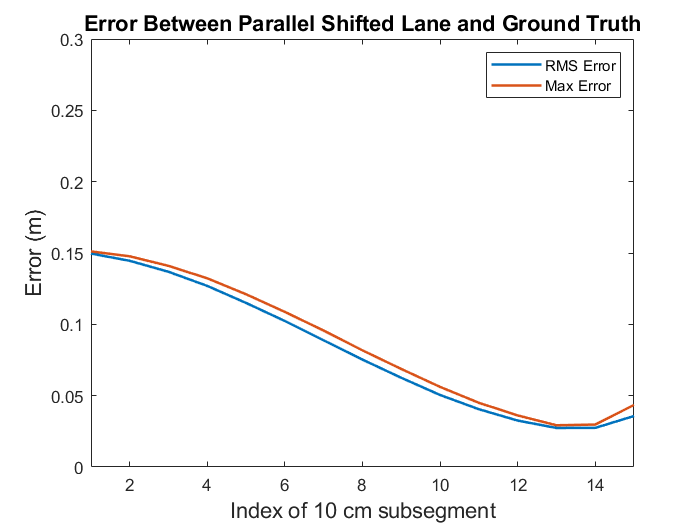 Error Between Parallel Shifted Lane and Ground Truth
0.3
0.25
0.2
0.15
0.1
0.05
0
Error (m)
RMS Error
Max Error
2 4 6 8 10 12 14
Index of 10 cm subsegment